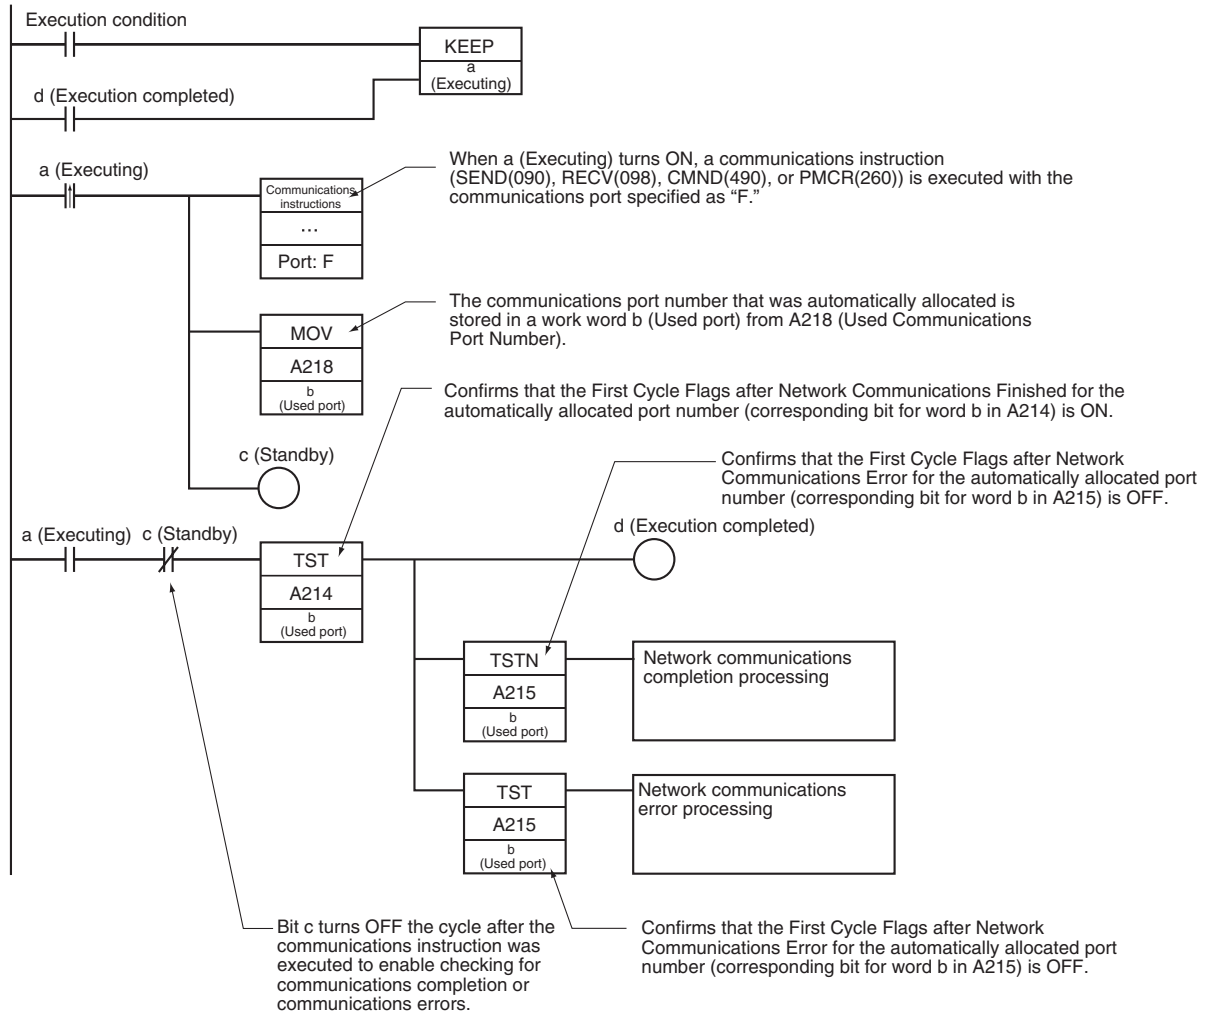 Execution condition
KEEP
a
(Executing)
d (Execution completed)
a (Executing)
Communications
instructions
...
Port: F
When a (Executing) turns ON, a communications instruction
(SEND(090), RECV(098), CMND(490), or PMCR(260)) is executed with the
communications port specified as “F.”
MOV
A218
b
(Used port)
The communications port number that was automatically allocated is
stored in a work word b (Used port) from A218 (Used Communications
Port Number).
Confirms that the First Cycle Flags after Network Communications Finished for the
automatically allocated port number (corresponding bit for word b in A214) is ON.
c (Standby)
Confirms that the First Cycle Flags after Network
Communications Error for the automatically allocated port
number (corresponding bit for word b in A215) is OFF.
a (Executing)
c (Standby)
TST
A214
b
(Used port)
d (Execution completed)
TSTN
A215
b
(Used port)
Network communications
completion processing
TST
A215
b
(Used port)
Network communications
error processing
Bit c turns OFF the cycle after the
communications instruction was
executed to enable checking for
communications completion or
communications errors.
Confirms that the First Cycle Flags after Network
Communications Error for the automatically allocated port
number (corresponding bit for word b in A215) is OFF.